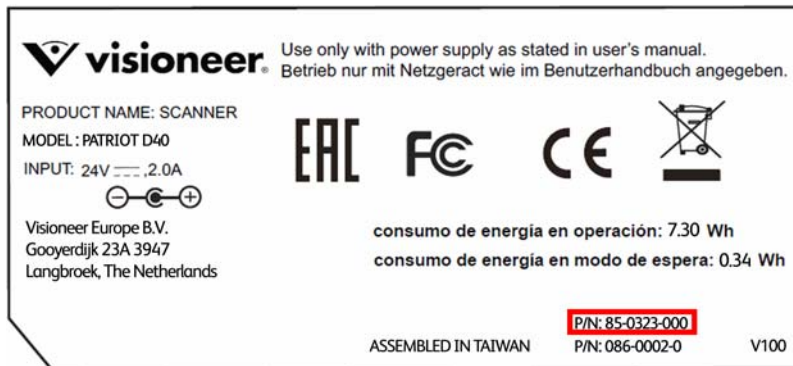 visioneer®
Use only with power supply as stated in user's manual.
Betrieb nur mit Netzgeract wie im Benutzerhandbuch angegeben.
PRODUCT NAME: SCANNER
MODEL : PATRIOT D40
INPUT: 24V ⎓ ,2.0A
Visioneer Europe B.V.
Gooyerdijk 23A 3947
Langbroek, The Netherlands
EAC FC CE
consumo de energía en operación: 7.30 Wh
consumo de energía en modo de espera: 0.34 Wh
P/N: 85-0323-000
ASSEMBLED IN TAIWAN P/N: 086-0002-0 V100